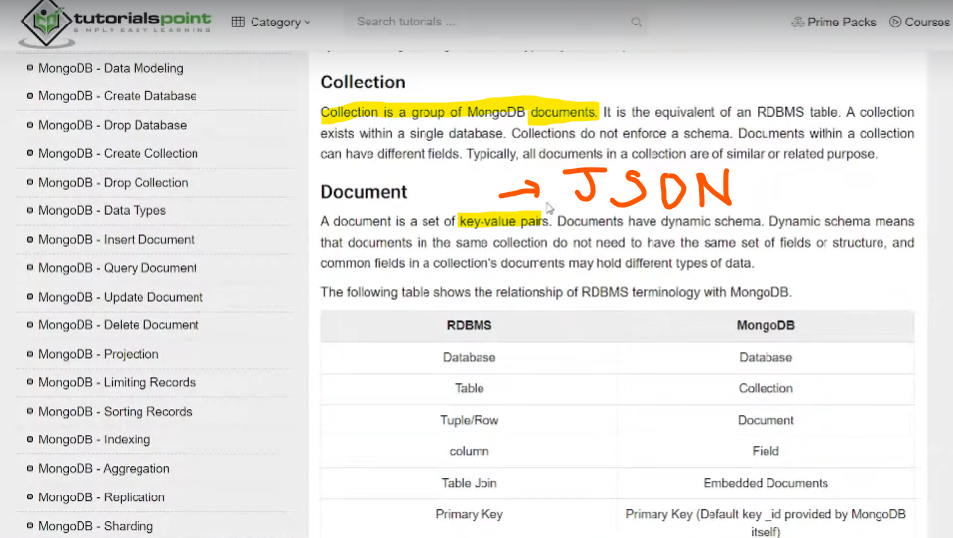 tutorialspoint
SIMPLY EASY LEARNING
Category
Search tutorials ...
Prime Packs
Courses
MongoDB - Data Modeling
MongoDB - Create Database
MongoDB - Drop Database
MongoDB - Create Collection
MongoDB - Drop Collection
MongoDB - Data Types
MongoDB - Insert Document
MongoDB - Query Document
MongoDB - Update Document
MongoDB - Delete Document
MongoDB - Projection
MongoDB - Limiting Records
MongoDB - Sorting Records
MongoDB - Indexing
MongoDB - Aggregation
MongoDB - Replication
MongoDB - Sharding
Collection
Collection is a group of MongoDB documents. It is the equivalent of an RDBMS table. A collection
exists within a single database. Collections do not enforce a schema. Documents within a collection
can have different fields. Typically, all documents in a collection are of similar or related purpose.
Document
→ JSON
A document is a set of key-value pairs. Documents have dynamic schema. Dynamic schema means
that documents in the same collection do not need to have the same set of fields or structure, and
common fields in a collection's documents may hold different types of data.
The following table shows the relationship of RDBMS terminology with MongoDB.
RDBMS MongoDB
Database Database
Table Collection
Tuple/Row Document
column Field
Table Join Embedded Documents
Primary Key Primary Key (Default key _id provided by MongoDB
itself)